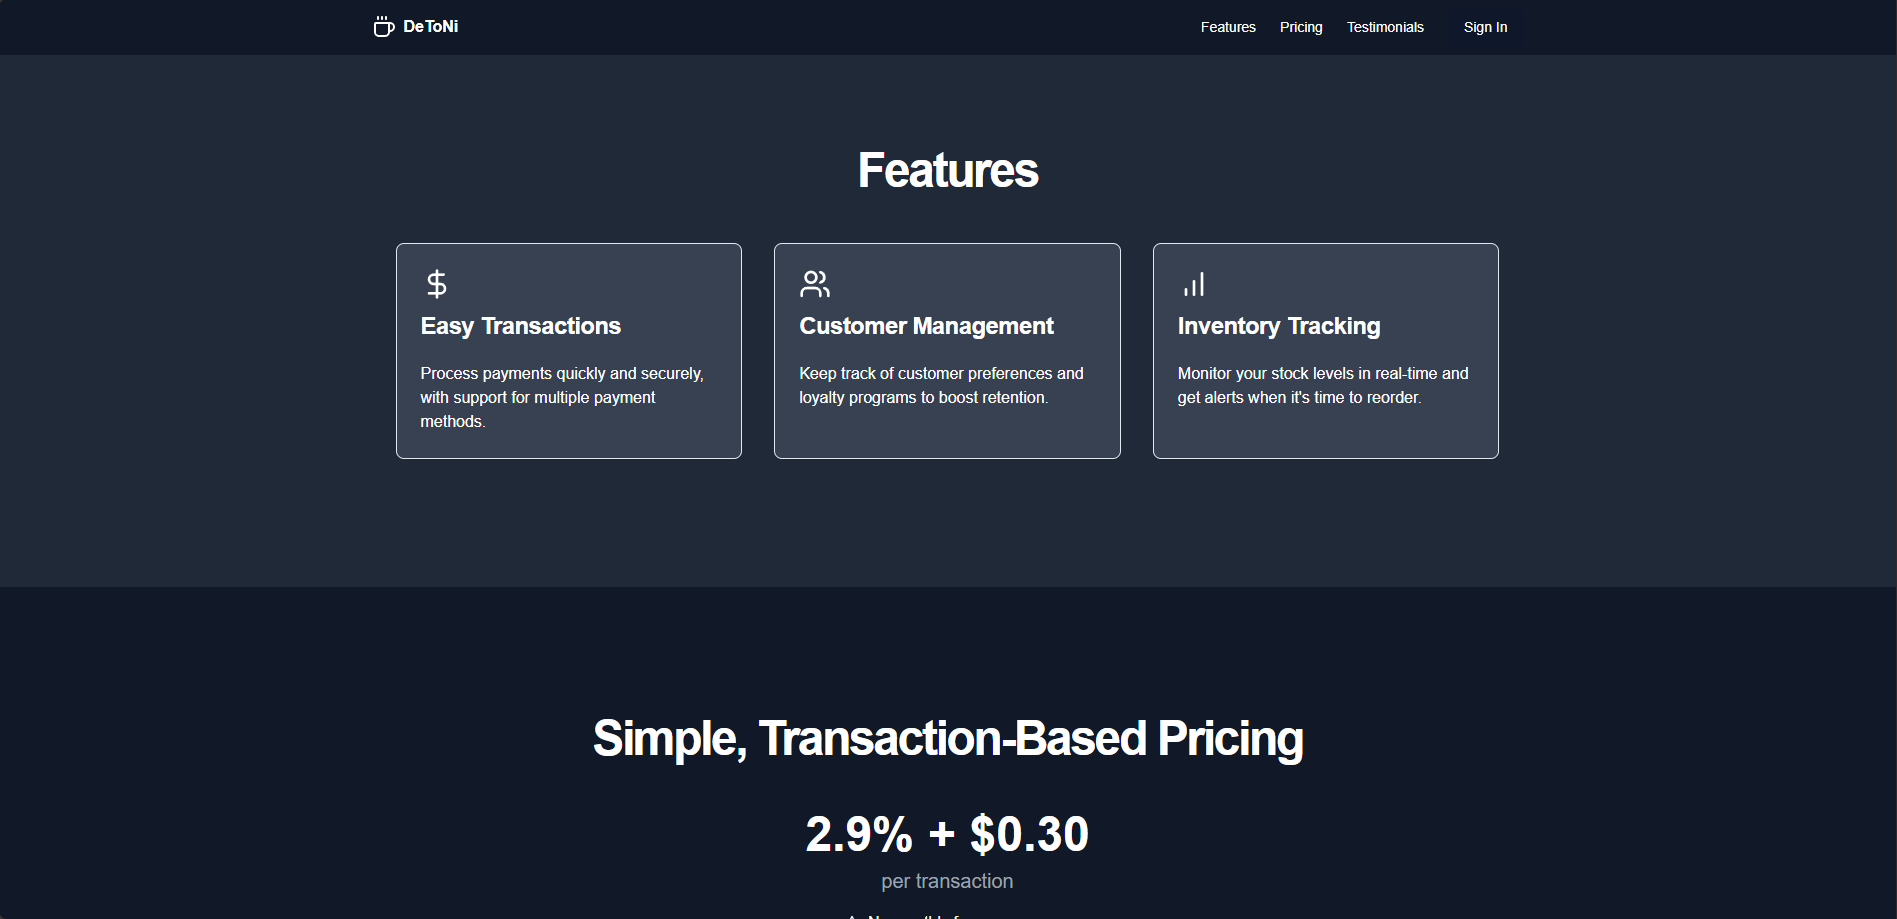 DeToNi
Features
Pricing
Testimonials
Sign In
Features
Easy Transactions
Process payments quickly and securely,
with support for multiple payment
methods.
Customer Management
Keep track of customer preferences and
loyalty programs to boost retention.
Inventory Tracking
Monitor your stock levels in real-time and
get alerts when it's time to reorder.
Simple, Transaction-Based Pricing
2.9% + $0.30
per transaction